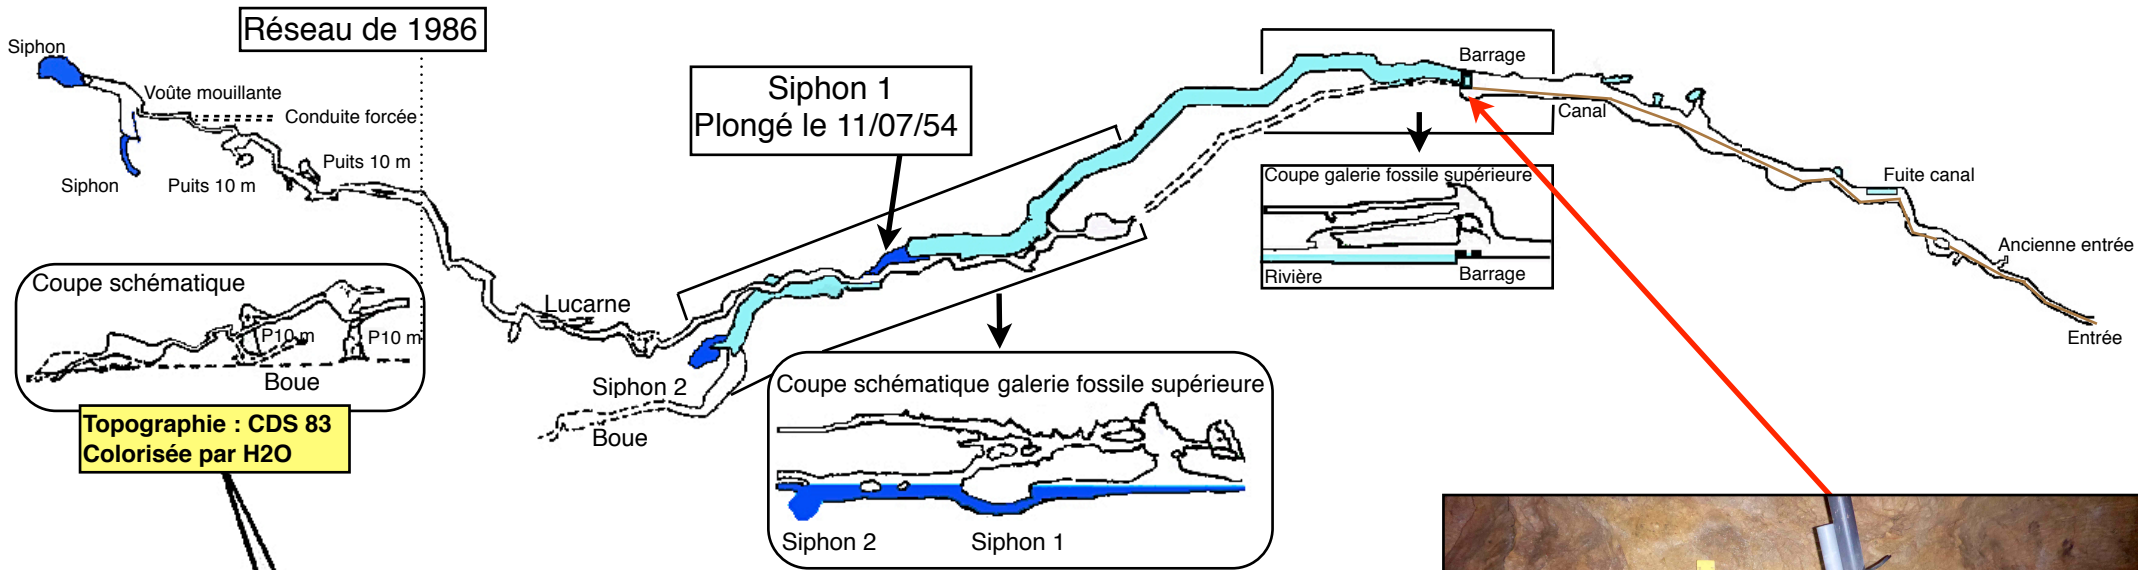 Siphon
Réseau de 1986
Voûte mouillante
Conduite forcée
Siphon
Puits 10 m
Puits 10 m
Siphon 1
Plongé le 11/07/54
Barrage
Canal
Coupe galerie fossile supérieure
Rivière
Barrage
Fuite canal
Ancienne entrée
Entrée
Coupe schématique
P10 m
P10 m
Boue
Lucarne
Siphon 2
Boue
Coupe schématique galerie fossile supérieure
Siphon 2
Siphon 1
Topographie : CDS 83
Colorisée par H2O